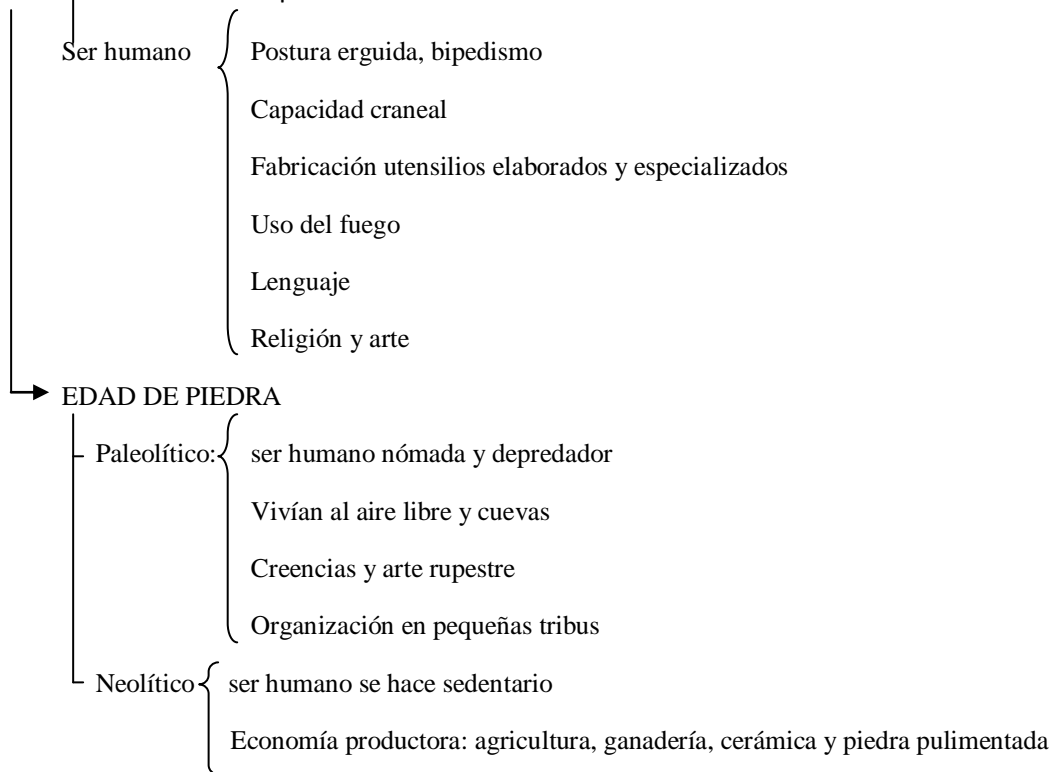 Ser humano Postura erguida, bipedismo
Capacidad craneal
Fabricación utensilios elaborados y especializados
Uso del fuego
Lenguaje
Religión y arte
EDAD DE PIEDRA
Paleolítico: ser humano nómada y depredador
Vivían al aire libre y cuevas
Creencias y arte rupestre
Organización en pequeñas tribus
Neolítico ser humano se hace sedentario
Economía productora: agricultura, ganadería, cerámica y piedra pulimentada